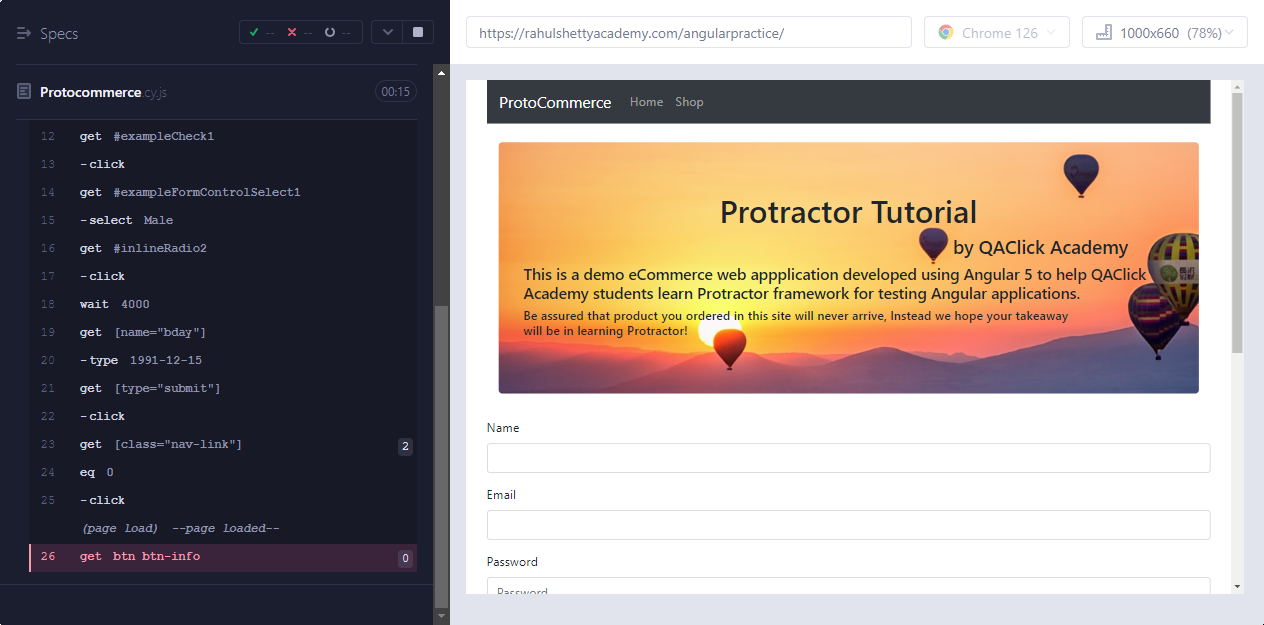 Specs
-- -- --
Protocommerce.cy.js
00:15
12 get #exampleCheck1
13 -click
14 get #exampleFormControlSelect1
15 -select Male
16 get #inlineRadio2
17 -click
18 wait 4000
19 get [name="bday"]
20 -type 1991-12-15
21 get [type="submit"]
22 -click
23 get [class="nav-link"] 2
24 eq 0
25 -click
(page load) --page loaded--
26 get btn btn-info 0
https://rahulshettyacademy.com/angularpractice/
Chrome 126
1000x660 (78%)
ProtoCommerce Home Shop
Protractor Tutorial
by QAClick Academy
This is a demo eCommerce web appplication developed using Angular 5 to help QAClick
Academy students learn Protractor framework for testing Angular applications.
Be assured that product you ordered in this site will never arrive, Instead we hope your takeaway
will be in learning Protractor!
Name
Email
Password
Password